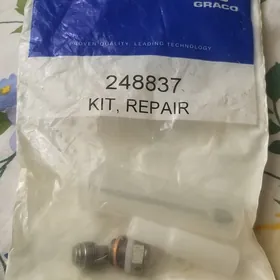 GRACO
PROVEN QUALITY. LEADING TECHNOLOGY.
248837
KIT, REPAIR